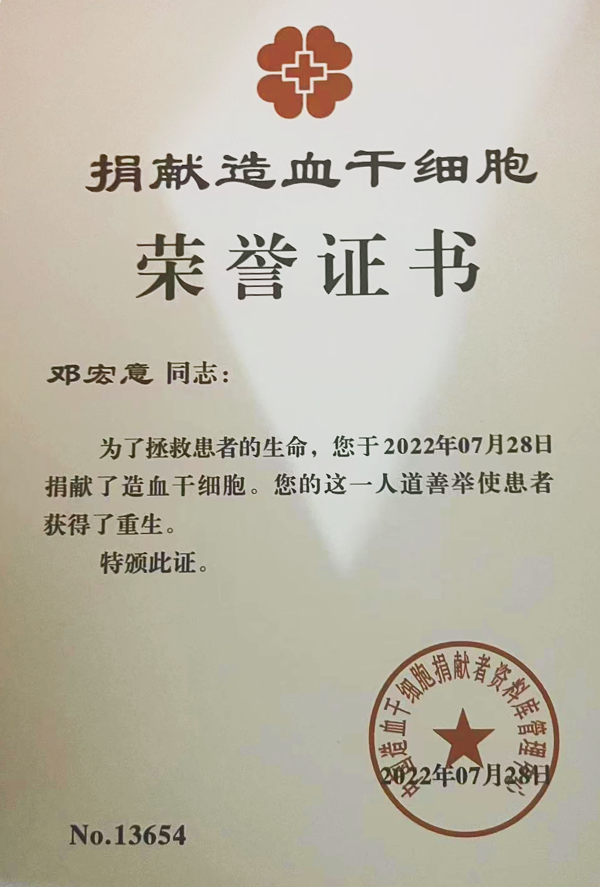 捐献造血干细胞
荣誉证书
邓宏意 同志：
为了拯救患者的生命，您于2022年07月28日
捐献了造血干细胞。您的这一人道善举使患者
获得了重生。
特颁此证。
中国造血干细胞捐献者资料库管理中心
2022年07月28日
No.13654